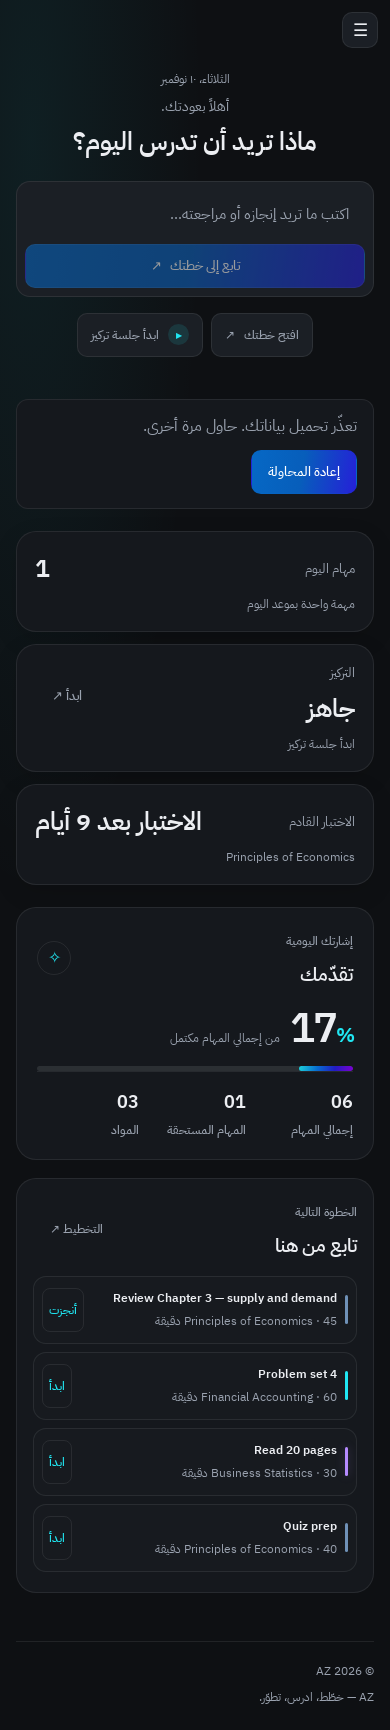 ☰
الثلاثاء، ١٠ نوفمبر
أهلاً بعودتك.
ماذا تريد أن تدرس اليوم؟
اكتب ما تريد إنجازه أو مراجعته...
تابع إلى خطتك ↗
افتح خطتك ↗
ابدأ جلسة تركيز
تعذّر تحميل بياناتك. حاول مرة أخرى.
إعادة المحاولة
مهام اليوم
1
مهمة واحدة بموعد اليوم
التركيز
جاهز
ابدأ جلسة تركيز
ابدأ ↗
الاختبار القادم
الاختبار بعد 9 أيام
Principles of Economics
إشارتك اليومية
تقدّمك
17%
من إجمالي المهام مكتمل
06
إجمالي المهام
01
المهام المستحقة
03
المواد
الخطوة التالية
تابع من هنا
التخطيط ↗
Review Chapter 3 — supply and demand
Principles of Economics · 45 دقيقة
أنجزت
Problem set 4
Financial Accounting · 60 دقيقة
ابدأ
Read 20 pages
Business Statistics · 30 دقيقة
ابدأ
Quiz prep
Principles of Economics · 40 دقيقة
ابدأ
© 2026 AZ
AZ — خطّط، ادرس، تطوّر.